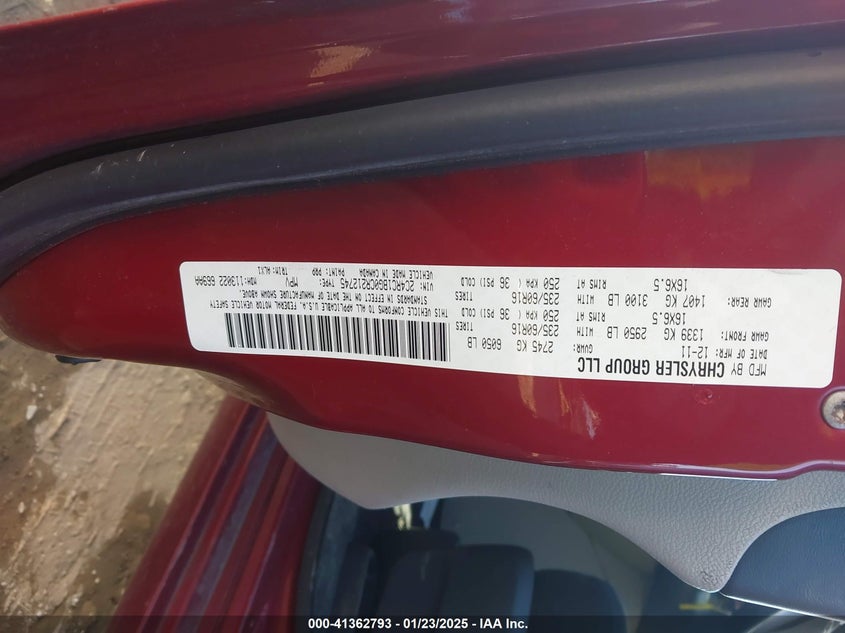 MFD BY CHRYSLER GROUP LLC
DATE OF MFR: 12-11 GVWR: 2745 KG 6050 LB
GAWR FRONT: 1339 KG 2950 LB WITH 235/60R16 TIRES
16X6.5 RIMS AT 250 KPA ( 36 PSI) COLD
GAWR REAR: 1407 KG 3100 LB WITH 235/60R16 TIRES
16X6.5 RIMS AT 250 KPA ( 36 PSI) COLD
THIS VEHICLE CONFORMS TO ALL APPLICABLE U.S.A. FEDERAL MOTOR VEHICLE SAFETY
STANDARDS IN EFFECT ON THE DATE OF MANUFACTURE SHOWN ABOVE.
VIN: 2C4RC1BG0CR212745 MPV MDH:113022 669AA
VEHICLE MADE IN CANADA PAINT: PRP TRIM:
000-41362793 - 01/23/2025 - IAA Inc.